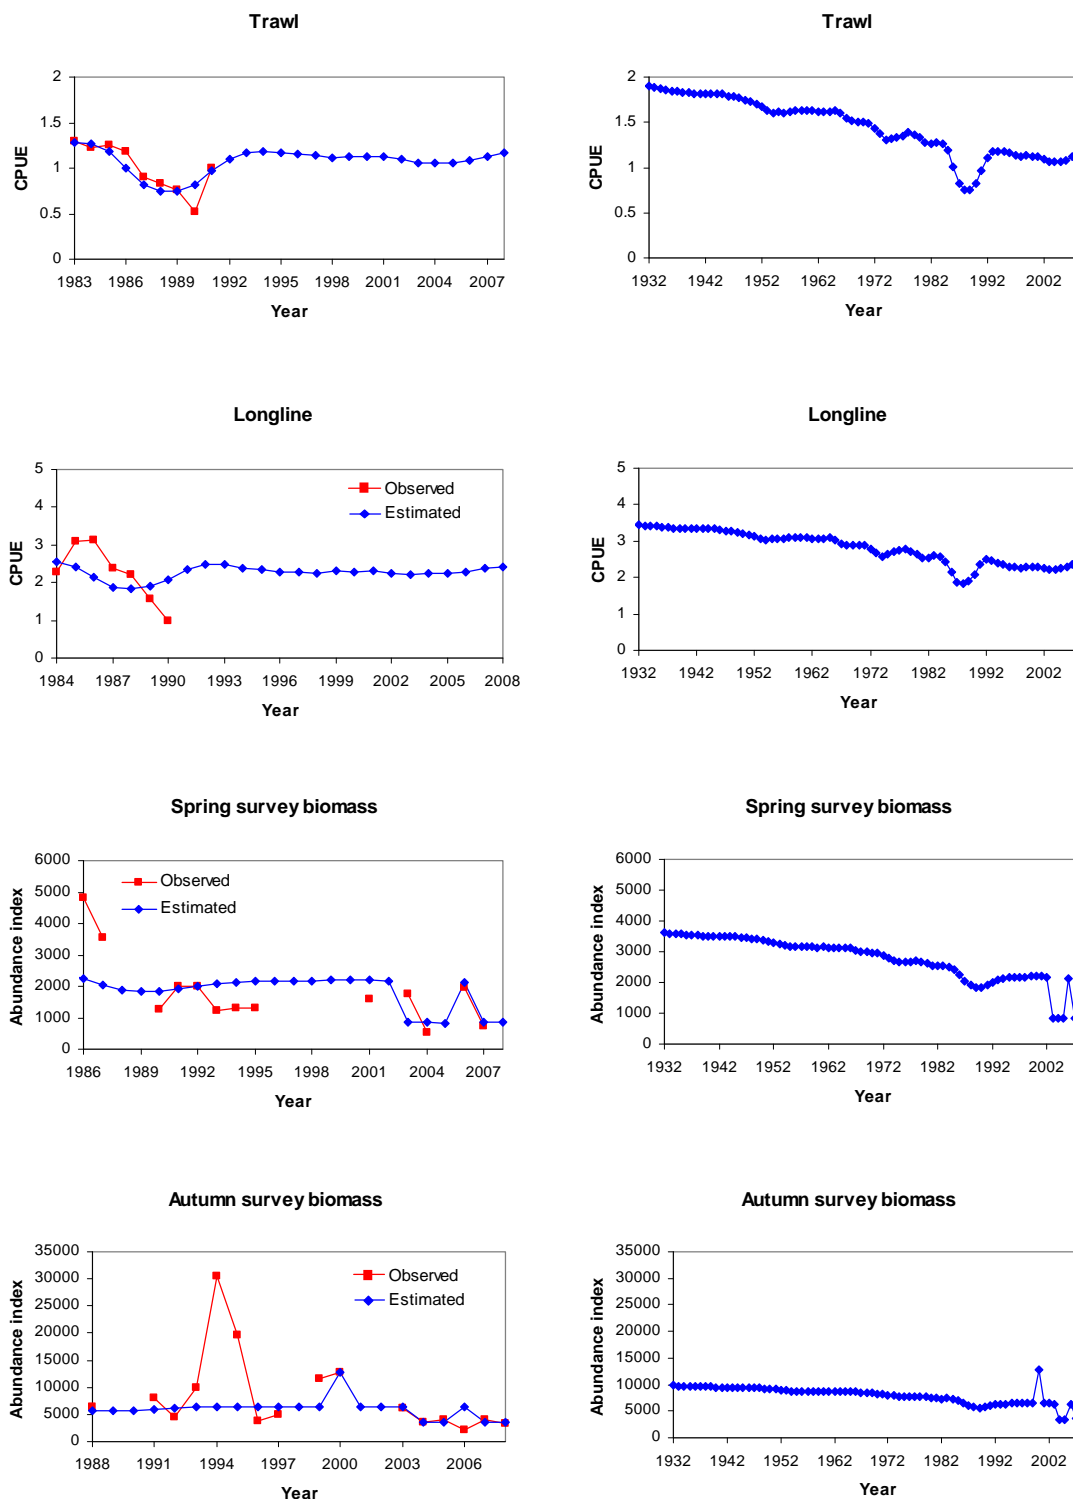 Trawl
2
1.5
1
0.5
0
CPUE
1983 1986 1989 1992 1995 1998 2001 2004 2007
Year
Trawl
2
1.5
1
0.5
0
CPUE
1932 1942 1952 1962 1972 1982 1992 2002
Year
Longline
5
4
3
2
1
0
CPUE
Observed
Estimated
1984 1987 1990 1993 1996 1999 2002 2005 2008
Year
Longline
5
4
3
2
1
0
CPUE
1932 1942 1952 1962 1972 1982 1992 2002
Year
Spring survey biomass
6000
5000
4000
3000
2000
1000
0
Abundance index
Observed
Estimated
1986 1989 1992 1995 1998 2001 2004 2007
Year
Spring survey biomass
6000
5000
4000
3000
2000
1000
0
Abundance index
1932 1942 1952 1962 1972 1982 1992 2002
Year
Autumn survey biomass
35000
30000
25000
20000
15000
10000
5000
0
Abundance index
Observed
Estimated
1988 1991 1994 1997 2000 2003 2006
Year
Autumn survey biomass
35000
30000
25000
20000
15000
10000
5000
0
Abundance index
1932 1942 1952 1962 1972 1982 1992 2002
Year